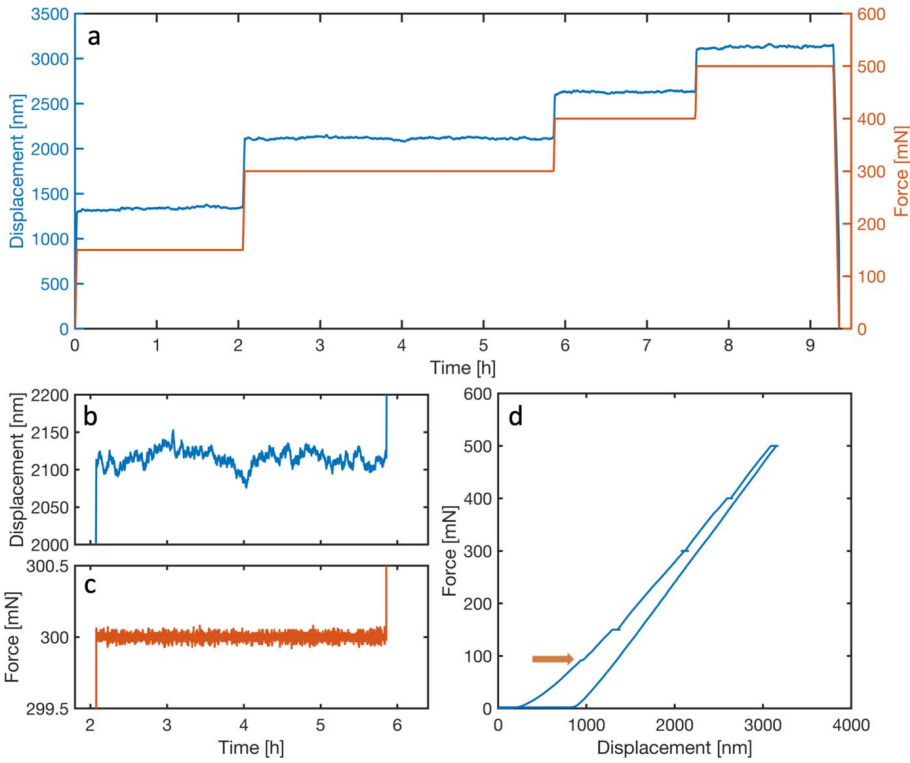 a
3500
3000
2500
2000
1500
1000
500
0
Displacement [nm]
600
500
400
300
200
100
0
Force [mN]
0 1 2 3 4 5 6 7 8 9
Time [h]
b
2200
2150
2100
2050
2000
Displacement [nm]
c
300.5
300
299.5
Force [mN]
2 3 4 5 6
Time [h]
d
600
500
400
300
200
100
0
Force [mN]
0 1000 2000 3000 4000
Displacement [nm]